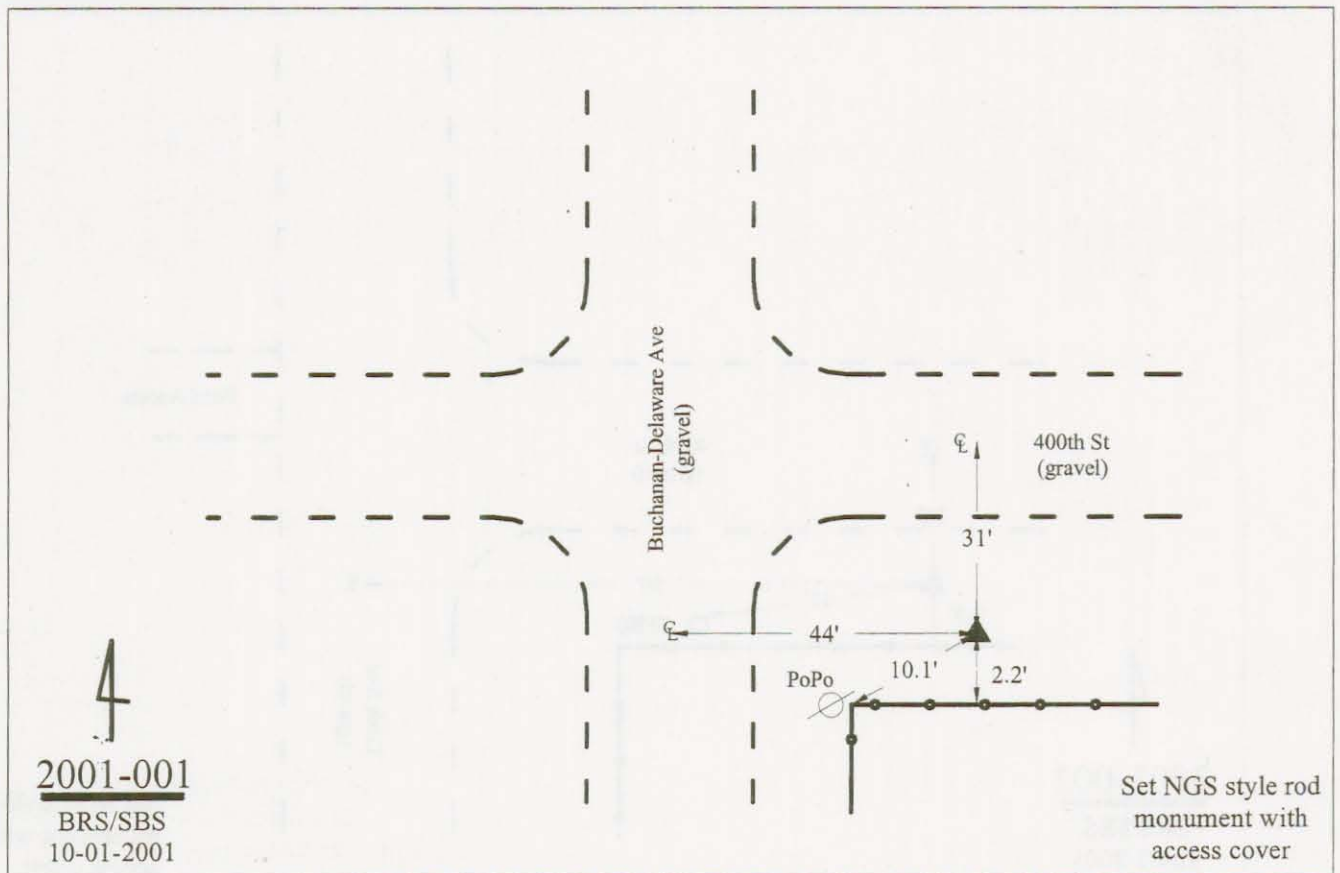 Buchanan-Delaware Ave
(gravel)
℄
400th St
(gravel)
31'
℄
44'
10.1'
2.2'
PoPo
2001-001
BRS/SBS
10-01-2001
Set NGS style rod
monument with
access cover